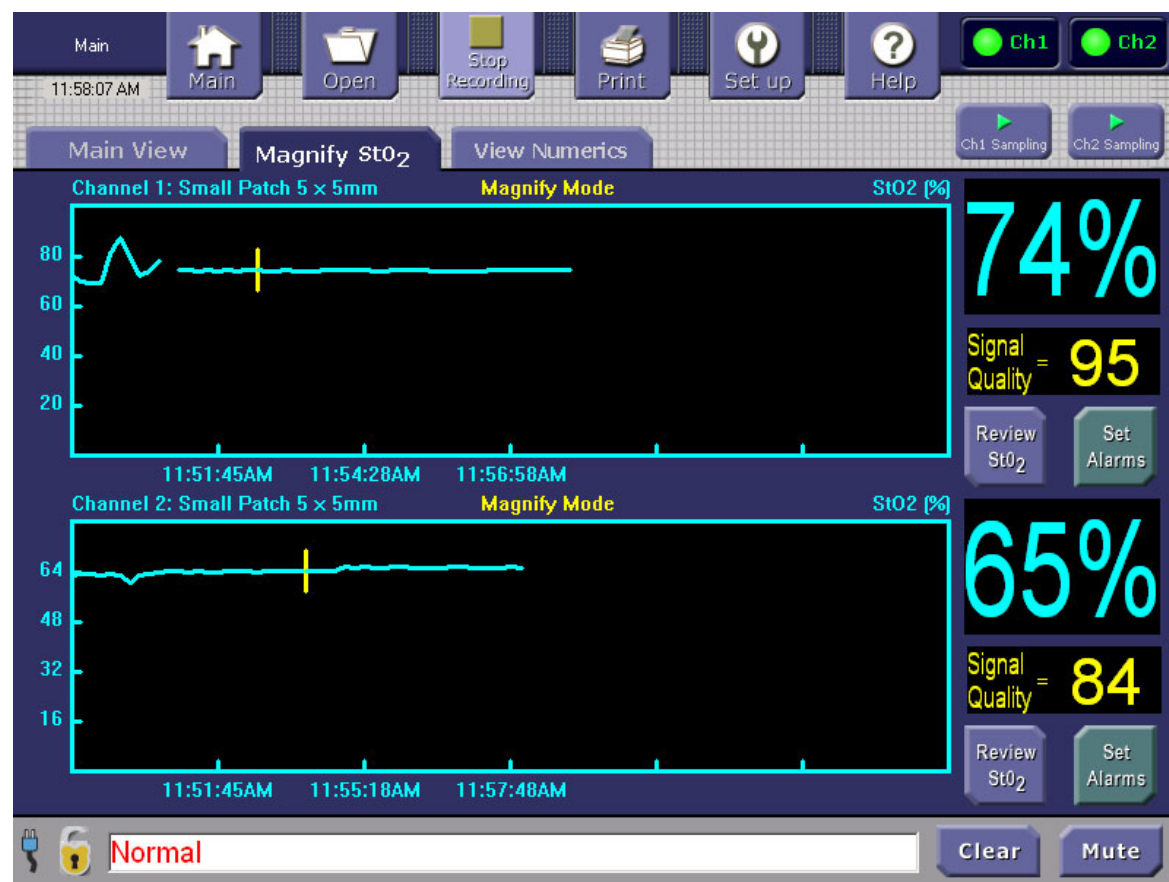 Main
11:58:07 AM
Main
Open
Stop
Recording
Print
Set up
?
Help
Ch1
Ch2
Ch1 Sampling
Ch2 Sampling
Main View
Magnify StO₂
View Numerics
Channel 1: Small Patch 5 x 5mm Magnify Mode StO2 (%)
80
60
40
20
11:51:45AM 11:54:28AM 11:56:58AM
74%
Signal
Quality = 95
Review
StO₂
Set
Alarms
Channel 2: Small Patch 5 x 5mm Magnify Mode StO2 (%)
64
48
32
16
11:51:45AM 11:55:18AM 11:57:48AM
65%
Signal
Quality = 84
Review
StO₂
Set
Alarms
Normal
Clear
Mute